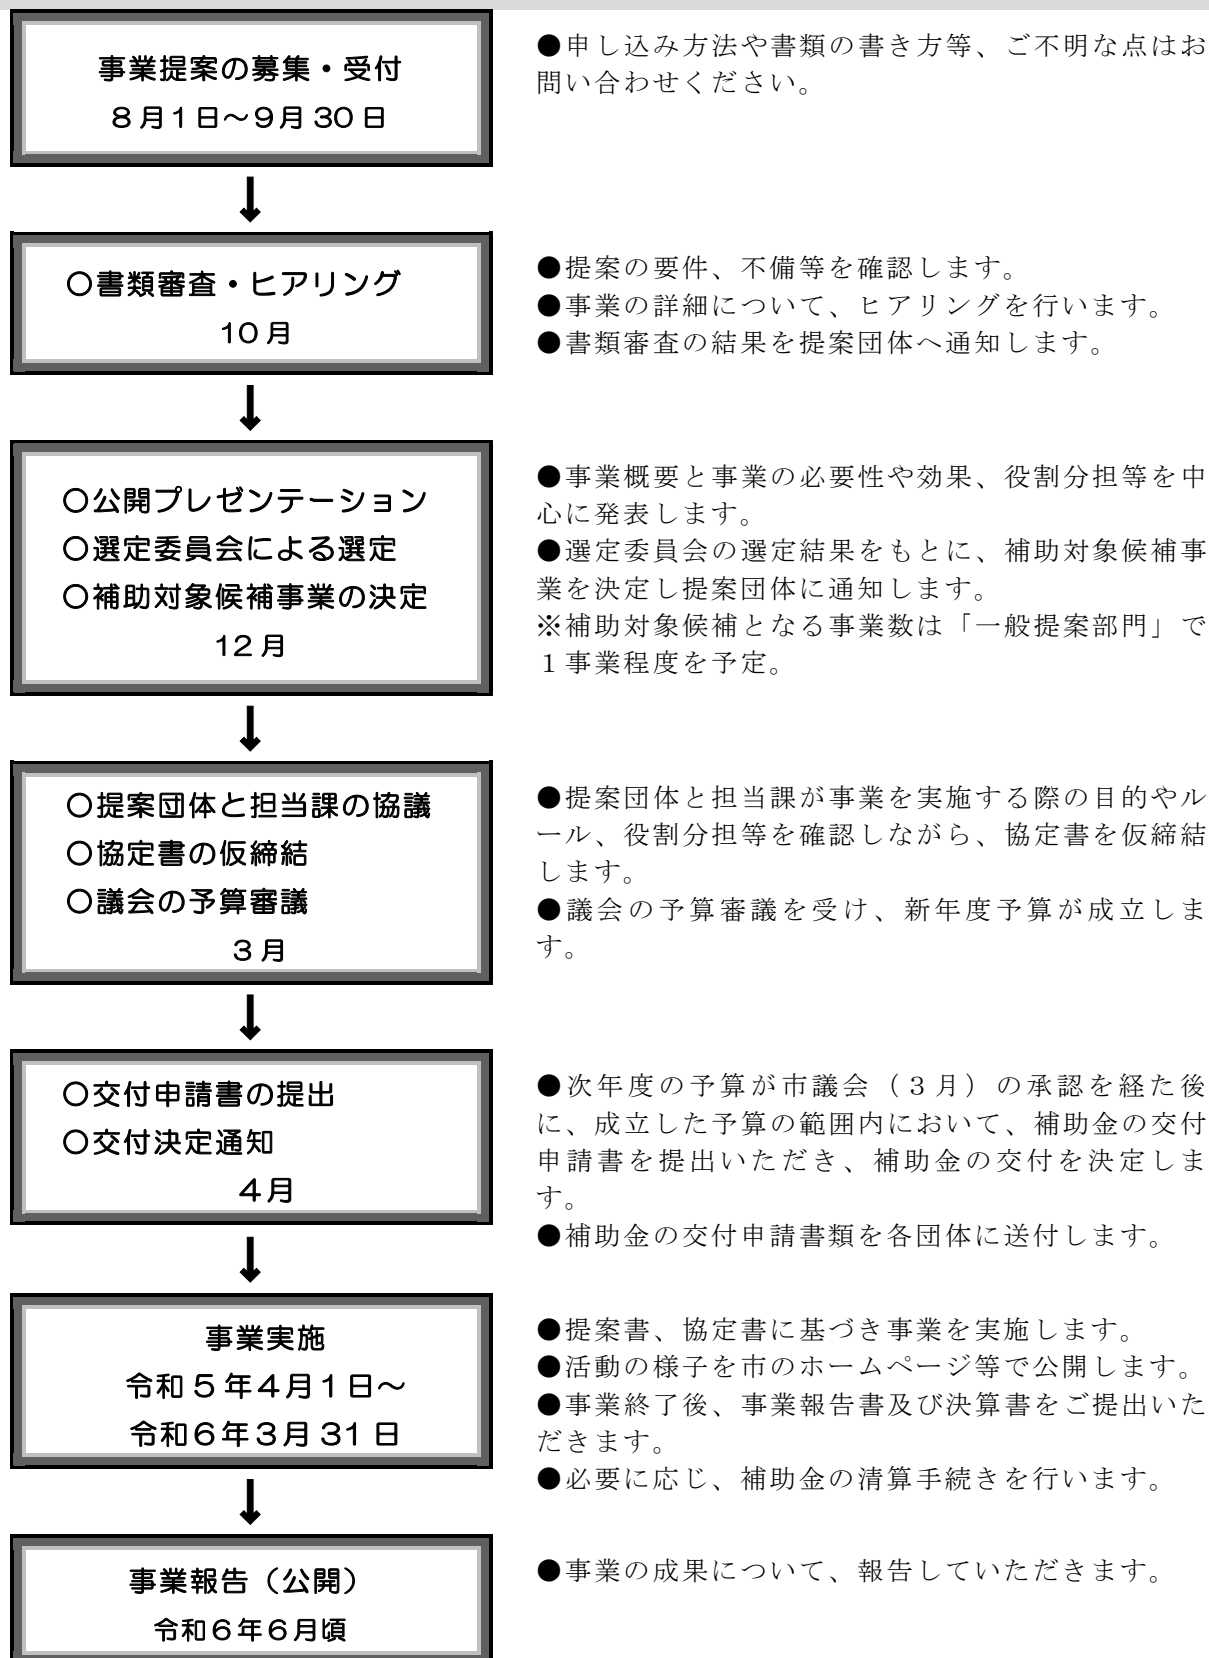 事業提案の募集・受付
８月１日～９月30日
●申し込み方法や書類の書き方等、ご不明な点はお
問い合わせください。
↓
〇書類審査・ヒアリング
10月
●提案の要件、不備等を確認します。
●事業の詳細について、ヒアリングを行います。
●書類審査の結果を提案団体へ通知します。
↓
〇公開プレゼンテーション
〇選定委員会による選定
〇補助対象候補事業の決定
12月
●事業概要と事業の必要性や効果、役割分担等を中
心に発表します。
●選定委員会の選定結果をもとに、補助対象候補事
業を決定し提案団体に通知します。
※補助対象候補となる事業数は「一般提案部門」で
１事業程度を予定。
↓
〇提案団体と担当課の協議
〇協定書の仮締結
〇議会の予算審議
３月
●提案団体と担当課が事業を実施する際の目的やル
ール、役割分担等を確認しながら、協定書を仮締結
します。
●議会の予算審議を受け、新年度予算が成立しま
す。
↓
〇交付申請書の提出
〇交付決定通知
４月
●次年度の予算が市議会（３月）の承認を経た後
に、成立した予算の範囲内において、補助金の交付
申請書を提出いただき、補助金の交付を決定しま
す。
●補助金の交付申請書類を各団体に送付します。
↓
事業実施
令和５年４月１日～
令和６年３月31日
●提案書、協定書に基づき事業を実施します。
●活動の様子を市のホームページ等で公開します。
●事業終了後、事業報告書及び決算書をご提出いた
だきます。
●必要に応じ、補助金の清算手続きを行います。
↓
事業報告（公開）
令和６年６月頃
●事業の成果について、報告していただきます。